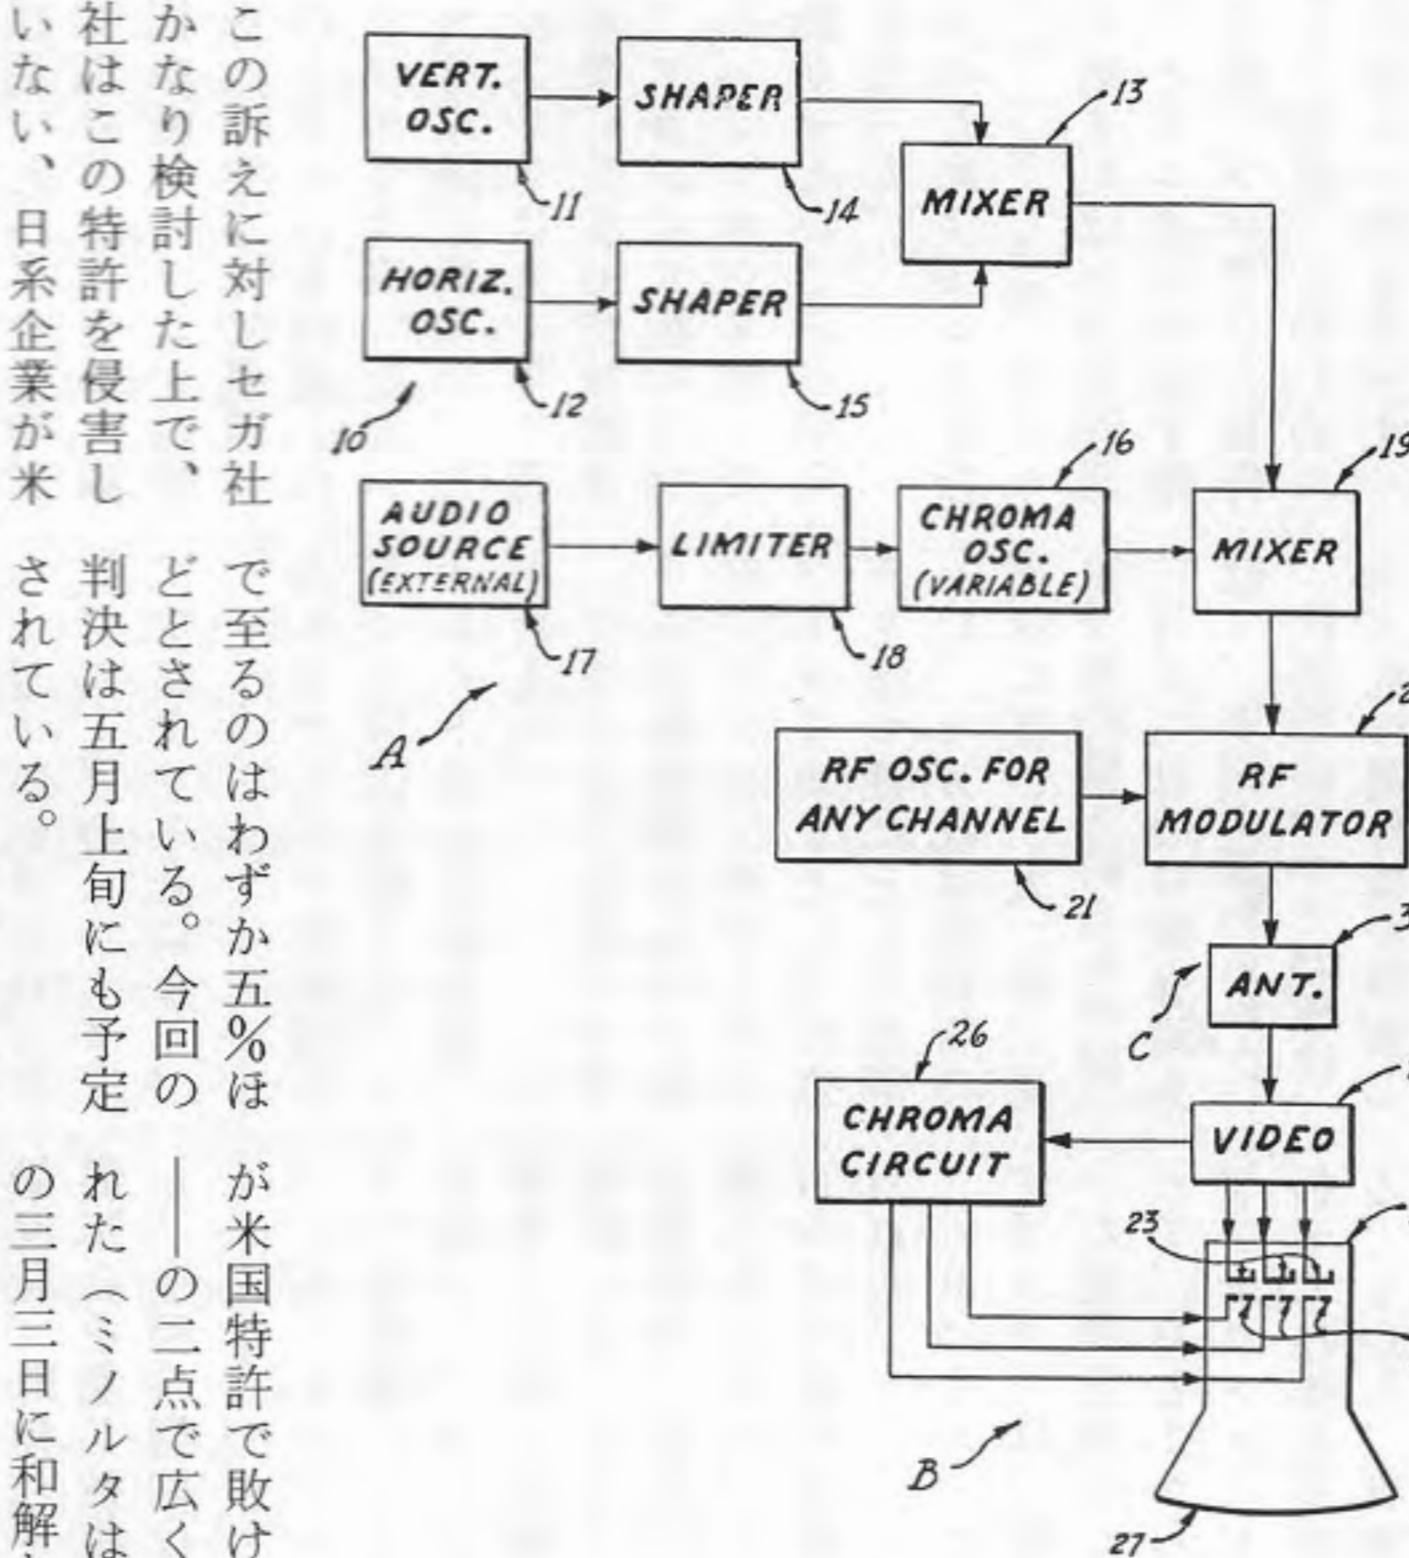 この訴えに対しセガ社
かなり検討した上で、
社はこの特許を侵害し
いない、日系企業が米
で至るのはわずか五%ほ
どとされている。今回の
判決は五月上旬にも予定
されている。
が米国特許で敗け
——の二点で広く
れた（ミノルタは
の三月三日に和解
VERT.
OSC.
11
SHAPER
14
MIXER
13
HORIZ.
OSC.
12
SHAPER
15
10
AUDIO
SOURCE
(EXTERNAL)
17
LIMITER
18
CHROMA
OSC.
(VARIABLE)
16
MIXER
19
A
RF OSC. FOR
ANY CHANNEL
21
RF
MODULATOR
ANT.
C
CHROMA
CIRCUIT
26
VIDEO
23
B
27